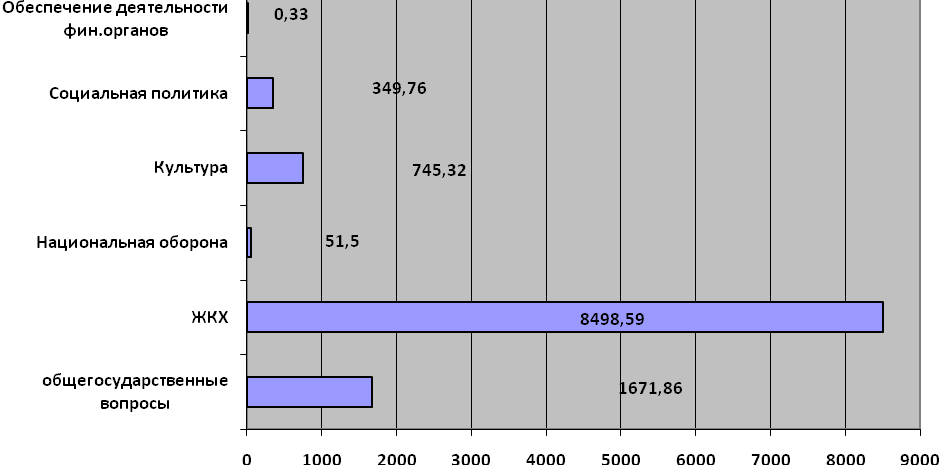 Обеспечение деятельности
фин.органов
0,33
Социальная политика
349,76
Культура
745,32
Национальная оборона
51,5
ЖКХ
8498,59
общегосударственные
вопросы
1671,86
0 1000 2000 3000 4000 5000 6000 7000 8000 9000